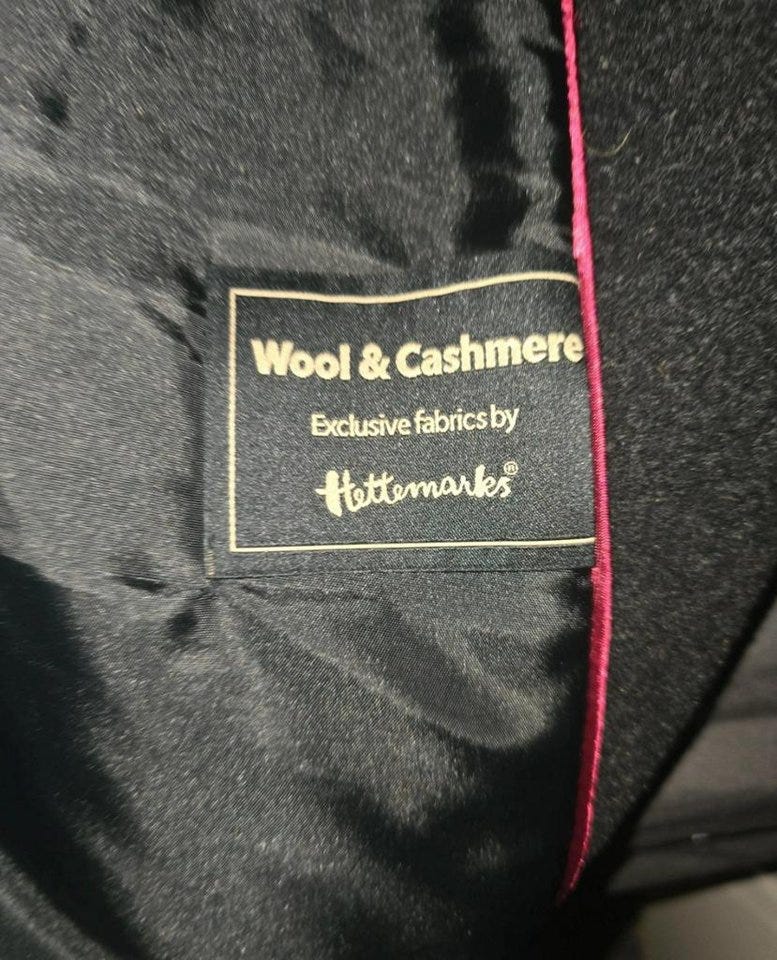 Wool & Cashmere
Exclusive fabrics by
Hettemarks®